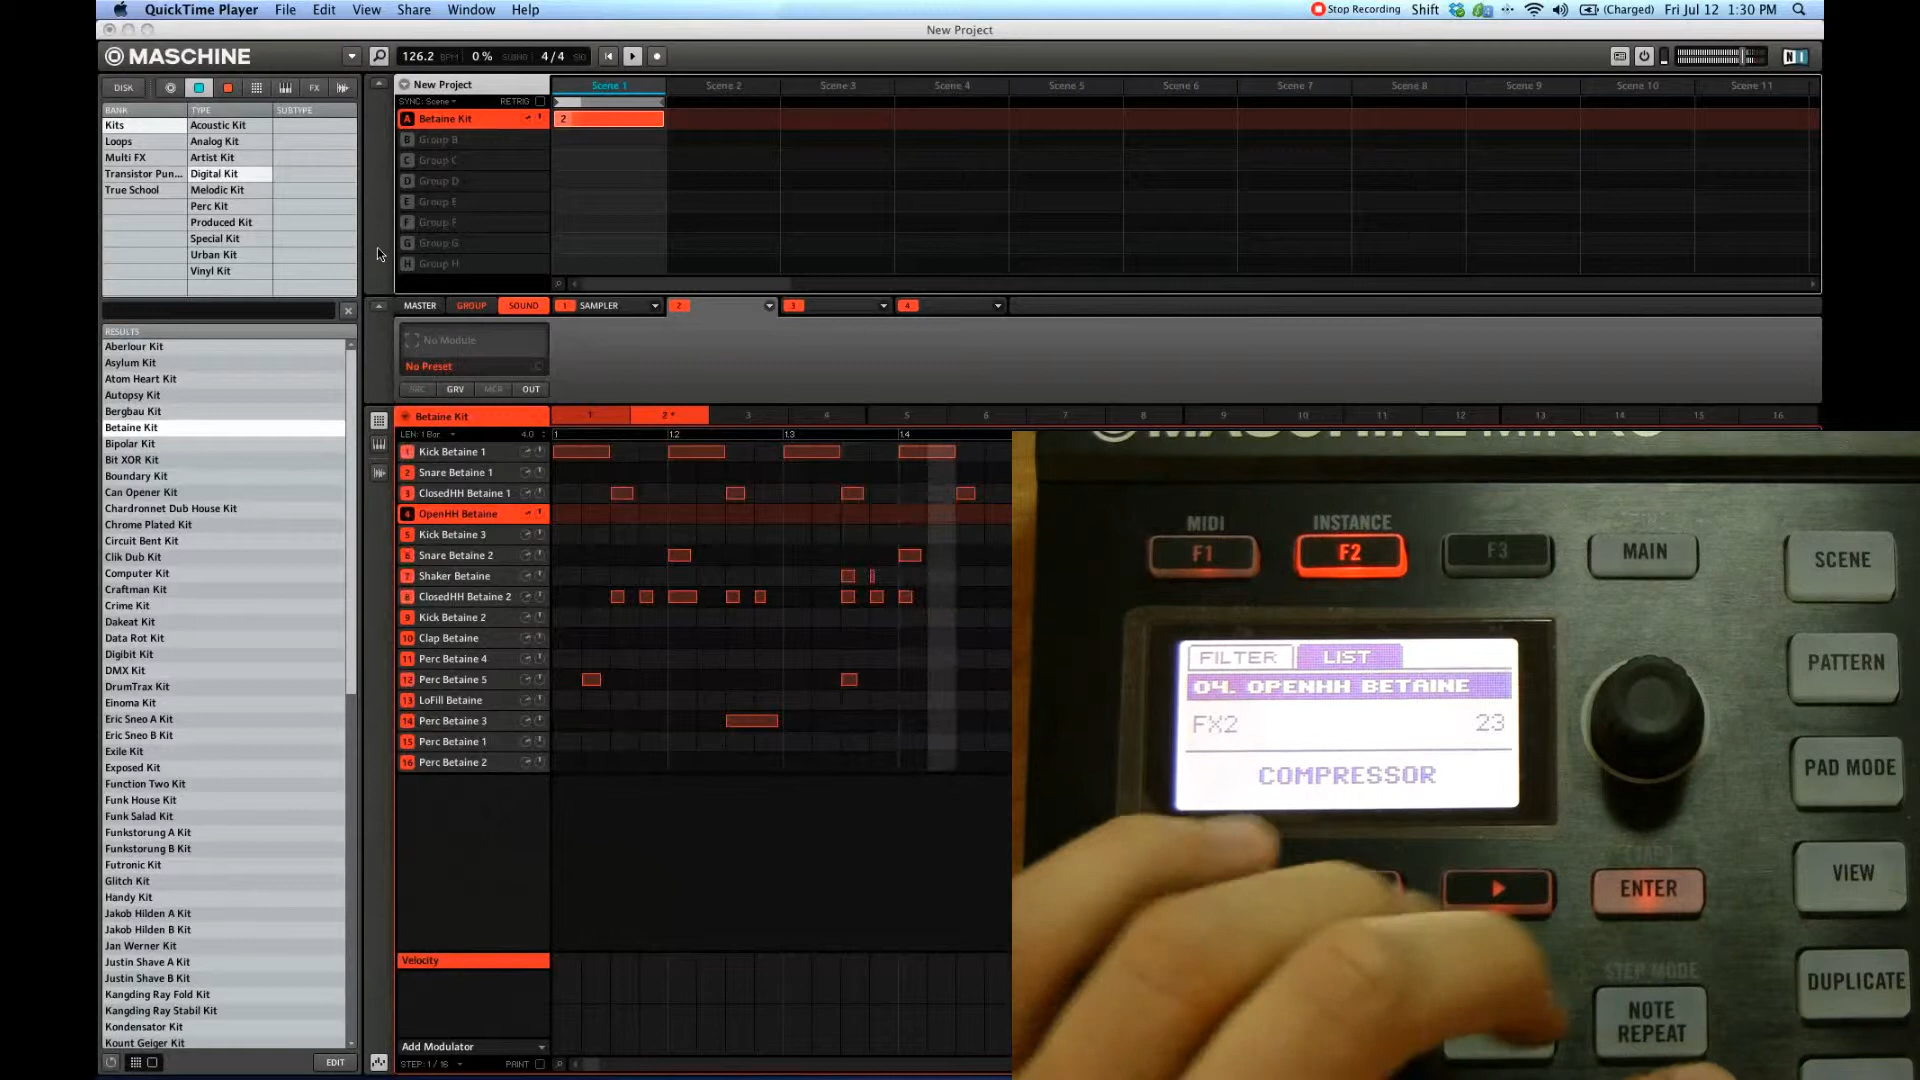 QuickTime Player File Edit View Share Window Help Stop Recording Shift (Charged) Fri Jul 12 1:30 PM
New Project
MASCHINE 126.2 BPM 0% SWING 4/4 SIG
DISK FX
BANK TYPE SUBTYPE
Kits Acoustic Kit
Loops Analog Kit
Multi FX Artist Kit
Transistor Pun... Digital Kit
True School Melodic Kit
Perc Kit
Produced Kit
Special Kit
Urban Kit
Vinyl Kit
RESULTS
Aberlour Kit
Asylum Kit
Atom Heart Kit
Autopsy Kit
Bergbau Kit
Betaine Kit
Bipolar Kit
Bit XOR Kit
Boundary Kit
Can Opener Kit
Chardronnet Dub House Kit
Chrome Plated Kit
Circuit Bent Kit
Clik Dub Kit
Computer Kit
Craftman Kit
Crime Kit
Dakeat Kit
Data Rot Kit
Digibit Kit
DMX Kit
DrumTrax Kit
Einoma Kit
Eric Sneo A Kit
Eric Sneo B Kit
Exile Kit
Exposed Kit
Function Two Kit
Funk House Kit
Funk Salad Kit
Funkstorung A Kit
Funkstorung B Kit
Futronic Kit
Glitch Kit
Handy Kit
Jakob Hilden A Kit
Jakob Hilden B Kit
Jan Werner Kit
Justin Shave A Kit
Justin Shave B Kit
Kangding Ray Fold Kit
Kangding Ray Stabil Kit
Kondensator Kit
Kount Geiger Kit
EDIT
New Project Scene 1 Scene 2 Scene 3 Scene 4 Scene 5 Scene 6 Scene 7 Scene 8 Scene 9 Scene 10 Scene 11
SYNC: Scene RETRIG
A Betaine Kit 2
B Group B
C Group C
D Group D
E Group E
F Group F
G Group G
H Group H
MASTER GROUP SOUND 1 SAMPLER 2 3 4
No Module
No Preset
GRV MCR OUT
Betaine Kit 1 2* 3 4 5 6 7 8 9 10 11 12 13 14 15 16
LEN: 1 Bar 4.0 1 1.2 1.3 1.4
1 Kick Betaine 1
2 Snare Betaine 1
3 ClosedHH Betaine 1
4 OpenHH Betaine
5 Kick Betaine 3
6 Snare Betaine 2
7 Shaker Betaine
8 ClosedHH Betaine 2
9 Kick Betaine 2
10 Clap Betaine
11 Perc Betaine 4
12 Perc Betaine 5
13 LoFill Betaine
14 Perc Betaine 3
15 Perc Betaine 1
16 Perc Betaine 2
Velocity
Add Modulator
STEP: 1/16 PRINT
MASCHINE MIKRO
MIDI INSTANCE
F1 F2 F3 MAIN SCENE
FILTER LIST
04. OPENHH BETAINE
FX2 23
COMPRESSOR
PATTERN
PAD MODE
START
ENTER VIEW
STEP MODE
NOTE REPEAT
DUPLICATE